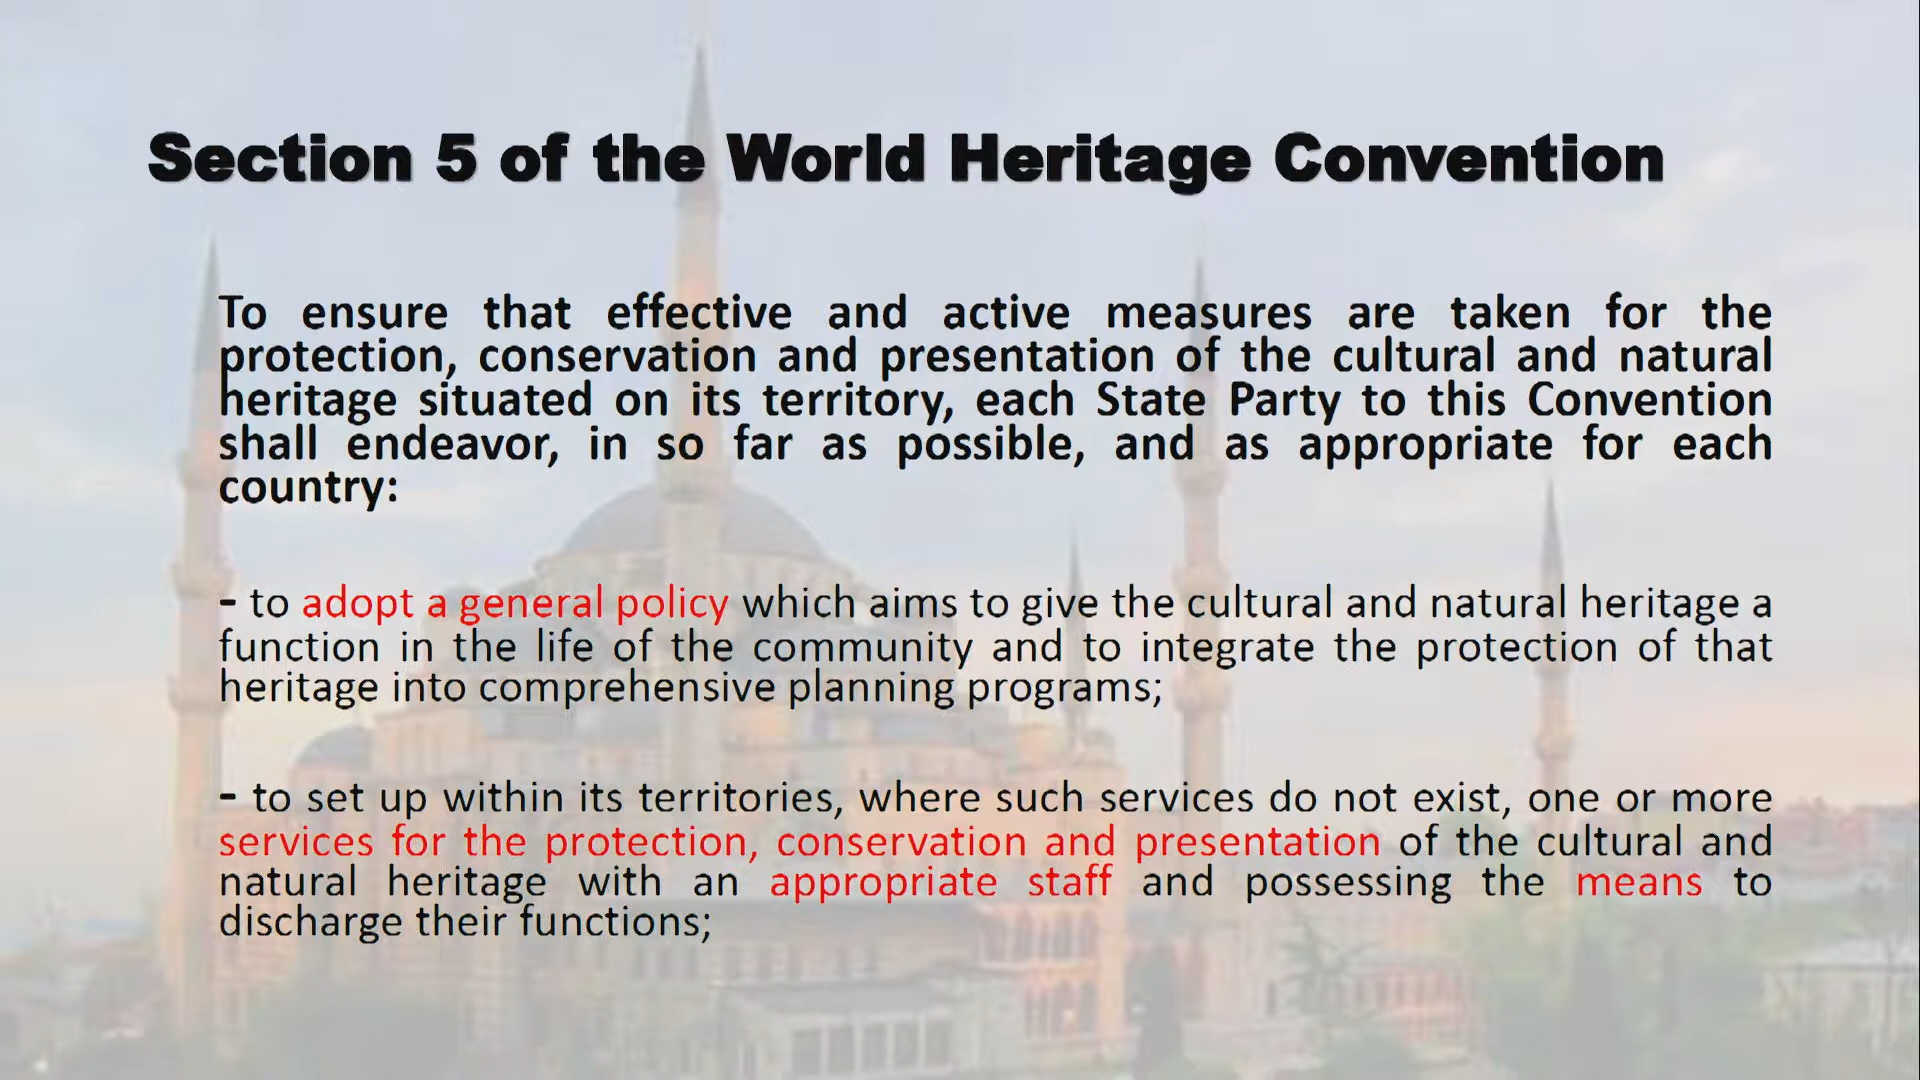 Section 5 of the World Heritage Convention
To ensure that effective and active measures are taken for the
protection, conservation and presentation of the cultural and natural
heritage situated on its territory, each State Party to this Convention
shall endeavor, in so far as possible, and as appropriate for each
country:
- to adopt a general policy which aims to give the cultural and natural heritage a
function in the life of the community and to integrate the protection of that
heritage into comprehensive planning programs;
- to set up within its territories, where such services do not exist, one or more
services for the protection, conservation and presentation of the cultural and
natural heritage with an appropriate staff and possessing the means to
discharge their functions;